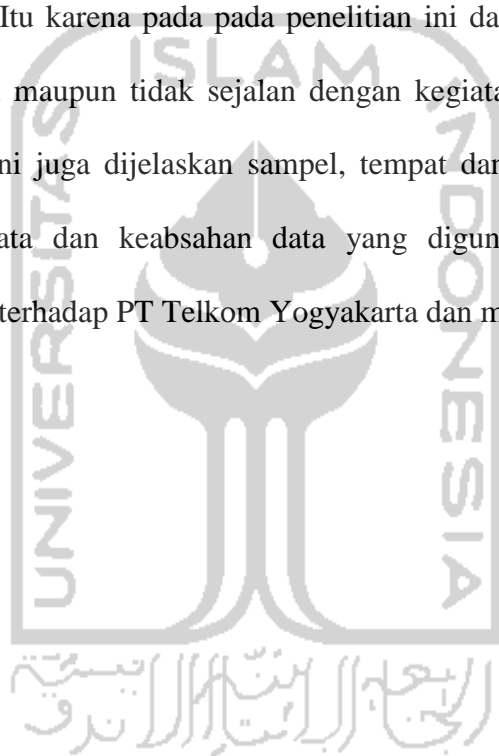 Itu karena pada pada penelitian ini da
maupun tidak sejalan dengan kegiata
ni juga dijelaskan sampel, tempat dar
ata dan keabsahan data yang digun
terhadap PT Telkom Yogyakarta dan m
ISLAM
UNIVERSITAS
INDONESIA